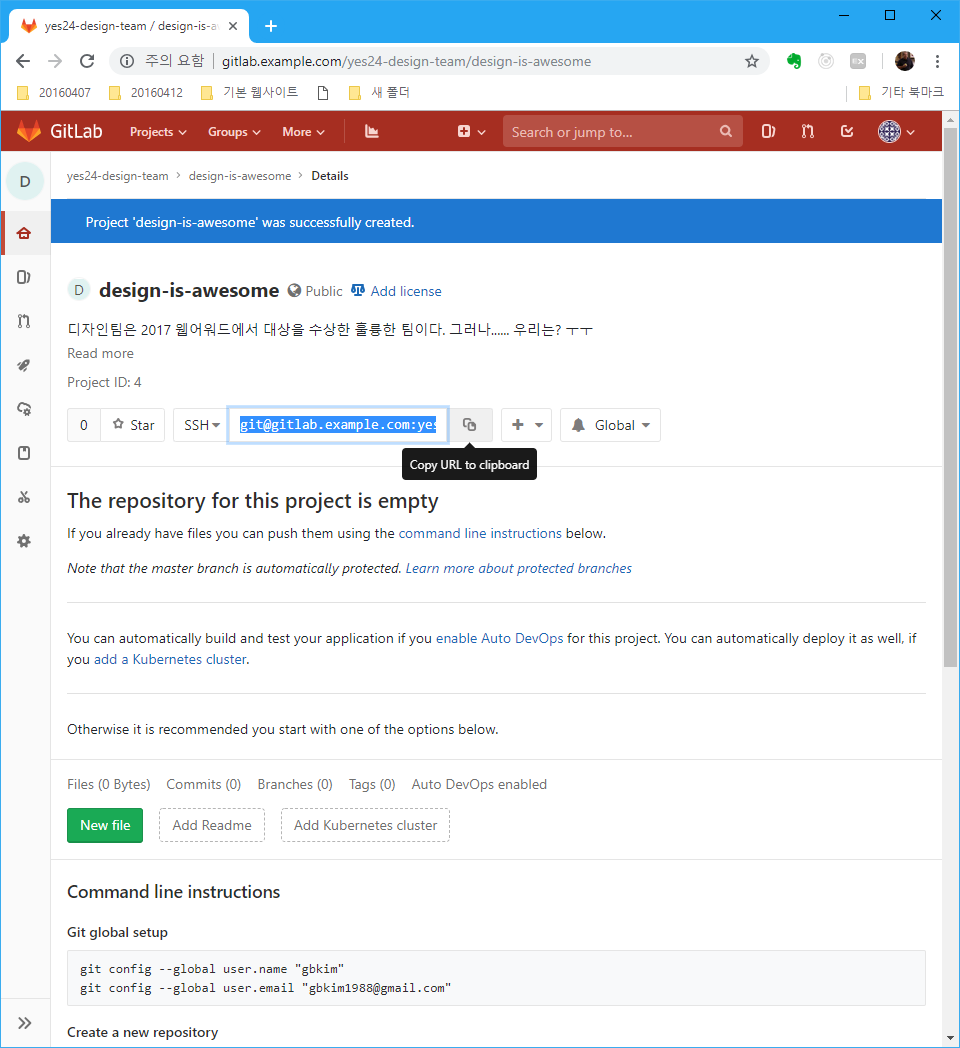 yes24-design-team / design-is-a
주의 요함 gitlab.example.com/yes24-design-team/design-is-awesome
20160407 20160412 기본 웹사이트 새 폴더 기타 북마크
GitLab Projects Groups More Search or jump to...
D yes24-design-team > design-is-awesome > Details
Project 'design-is-awesome' was successfully created.
D design-is-awesome Public Add license
디자인팀은 2017 웹어워드에서 대상을 수상한 훌륭한 팀이다. 그러나...... 우리는? ㅜㅜ
Read more
Project ID: 4
0 Star SSH git@gitlab.example.com:yes Global
Copy URL to clipboard
The repository for this project is empty
If you already have files you can push them using the command line instructions below.
Note that the master branch is automatically protected. Learn more about protected branches
You can automatically build and test your application if you enable Auto DevOps for this project. You can automatically deploy it as well, if
you add a Kubernetes cluster.
Otherwise it is recommended you start with one of the options below.
Files (0 Bytes) Commits (0) Branches (0) Tags (0) Auto DevOps enabled
New file Add Readme Add Kubernetes cluster
Command line instructions
Git global setup
git config --global user.name "gbkim"
git config --global user.email "gbkim1988@gmail.com"
Create a new repository